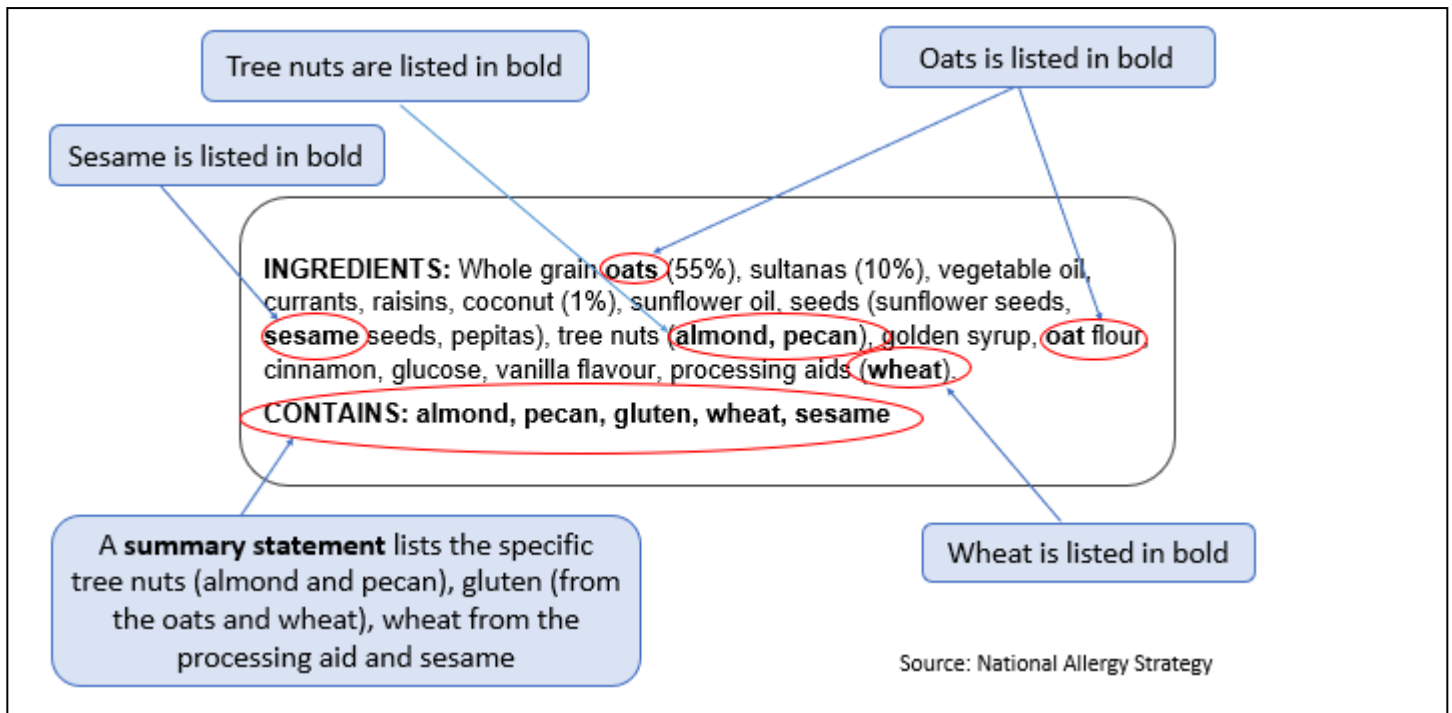 Tree nuts are listed in bold
Oats is listed in bold
Sesame is listed in bold
INGREDIENTS: Whole grain oats (55%), sultanas (10%), vegetable oil,
currants, raisins, coconut (1%), sunflower oil, seeds (sunflower seeds,
sesame seeds, pepitas), tree nuts (almond, pecan), golden syrup, oat flour,
cinnamon, glucose, vanilla flavour, processing aids (wheat).
CONTAINS: almond, pecan, gluten, wheat, sesame
A summary statement lists the specific
tree nuts (almond and pecan), gluten (from
the oats and wheat), wheat from the
processing aid and sesame
Wheat is listed in bold
Source: National Allergy Strategy